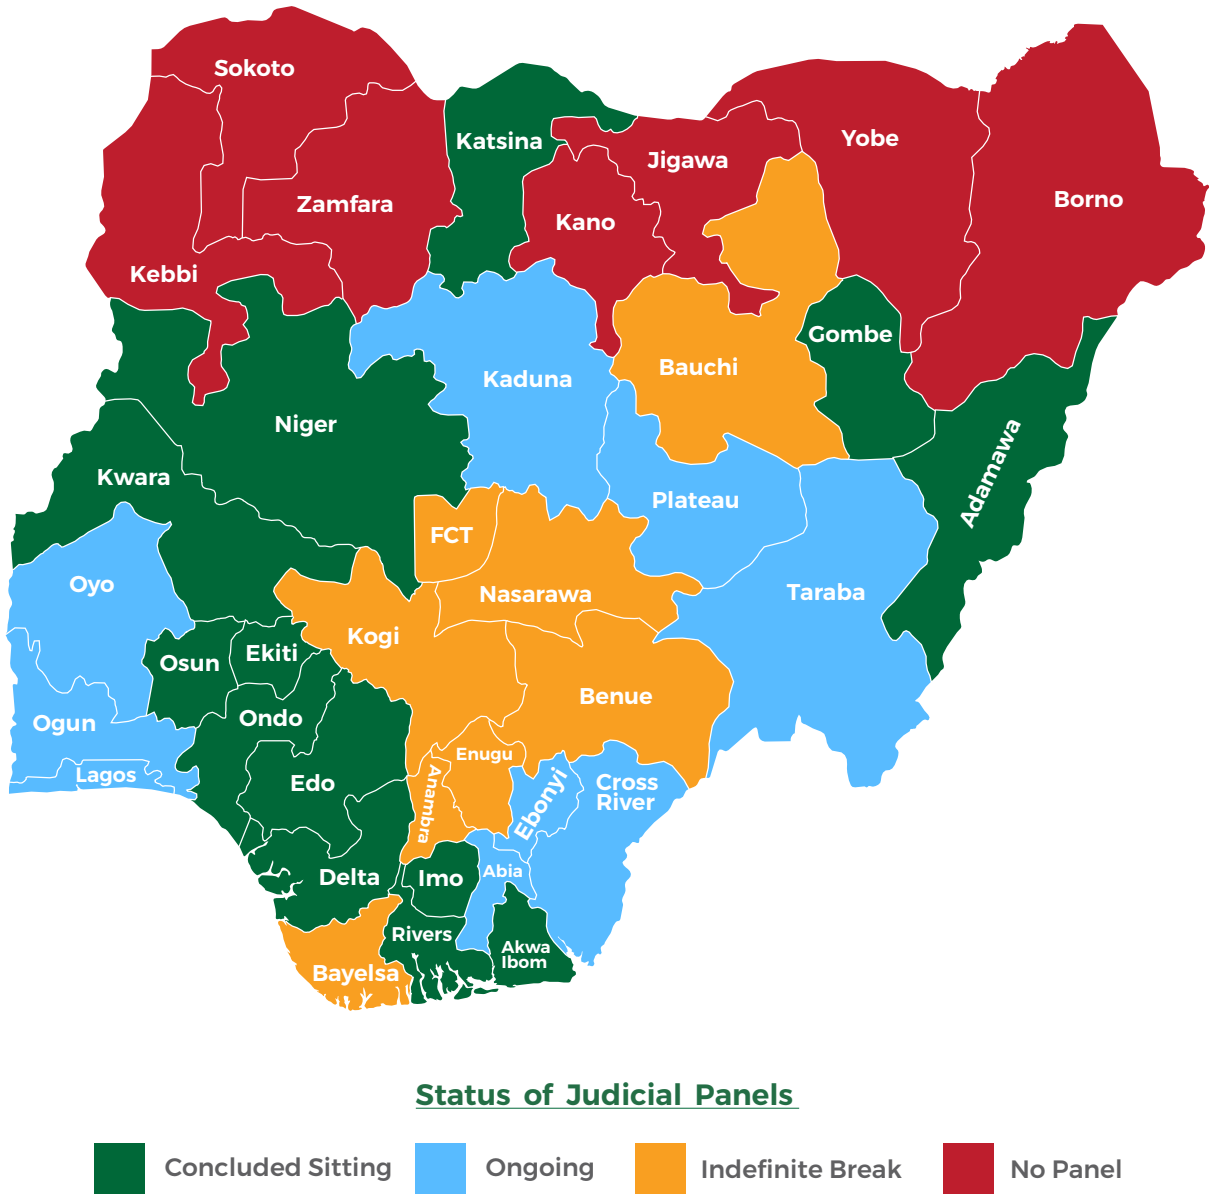 Sokoto
Katsina
Yobe
Jigawa
Borno
Zamfara
Kano
Kebbi
Gombe
Bauchi
Kaduna
Niger
Adamawa
Kwara
Plateau
FCT
Oyo
Nasarawa
Taraba
Kogi
Ekiti
Osun
Benue
Ondo
Ogun
Enugu
Lagos
Edo
Anambra
Ebonyi
Cross
River
Abia
Delta
Imo
Rivers
Akwa
Ibom
Bayelsa
Status of Judicial Panels
Concluded Sitting
Ongoing
Indefinite Break
No Panel